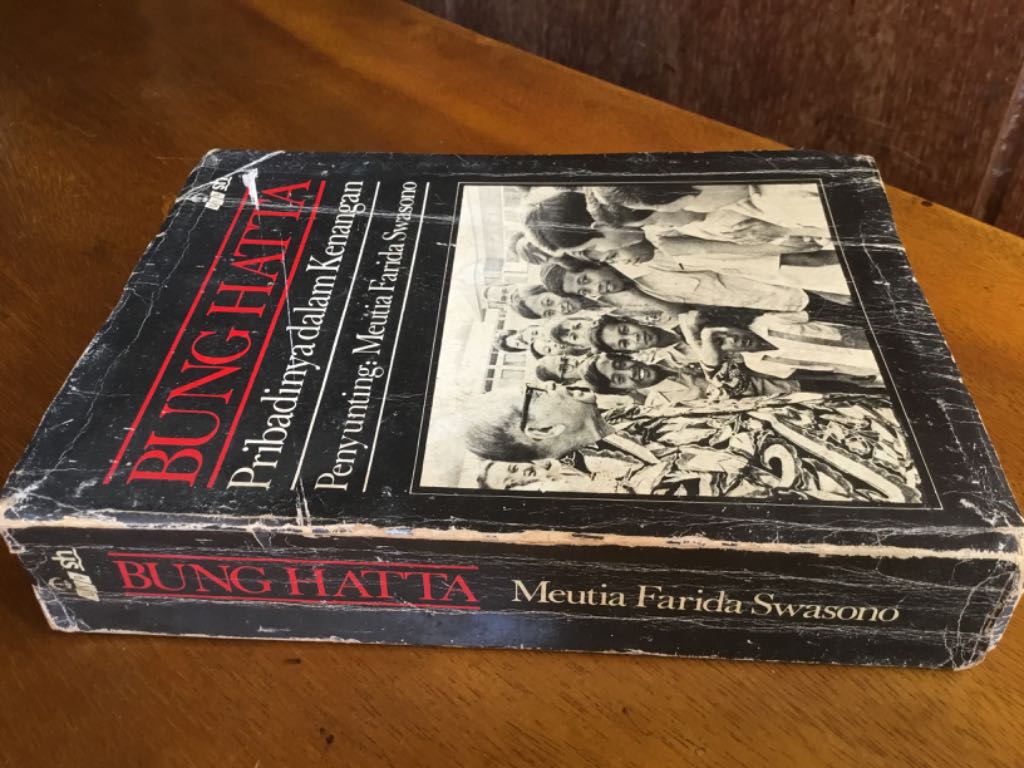 BUNG HATTA
Pribadinya dalam Kenangan
Penyunting: Meutia Farida Swasono
BUNG HATTA Meutia Farida Swasono